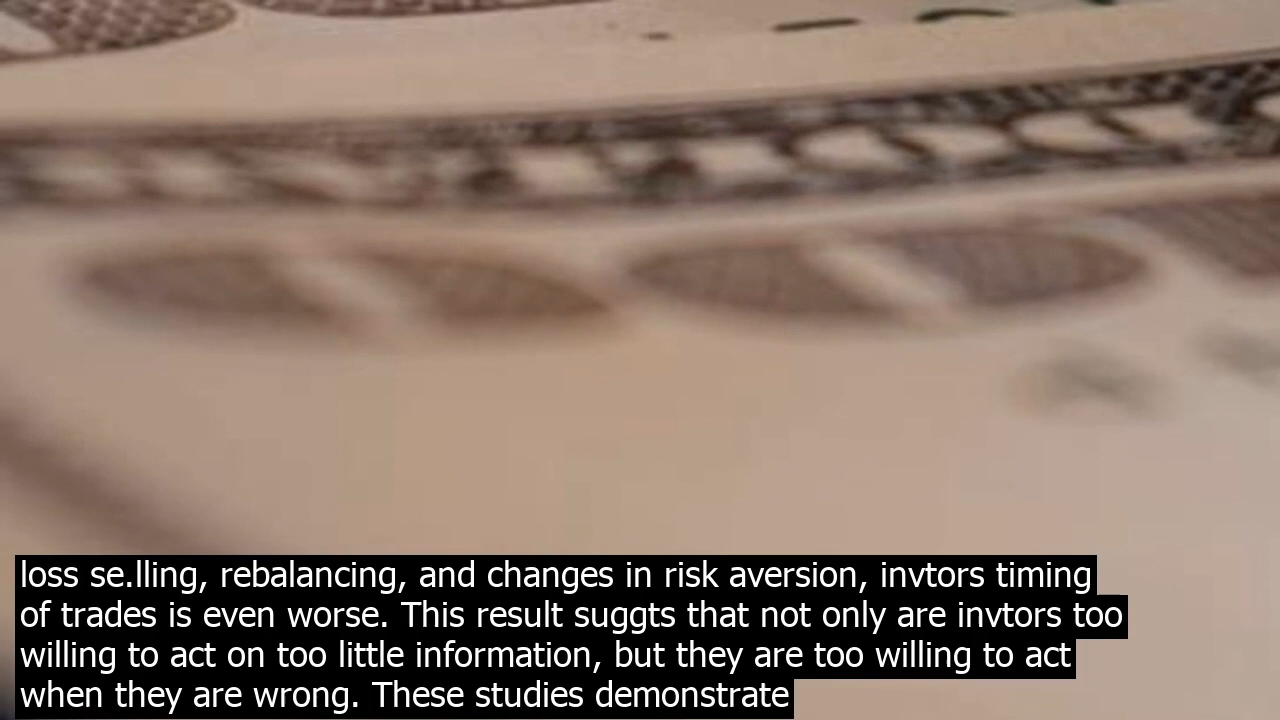 loss se.lling, rebalancing, and changes in risk aversion, invtors timing
of trades is even worse. This result suggts that not only are invtors too
willing to act on too little information, but they are too willing to act
when they are wrong. These studies demonstrate